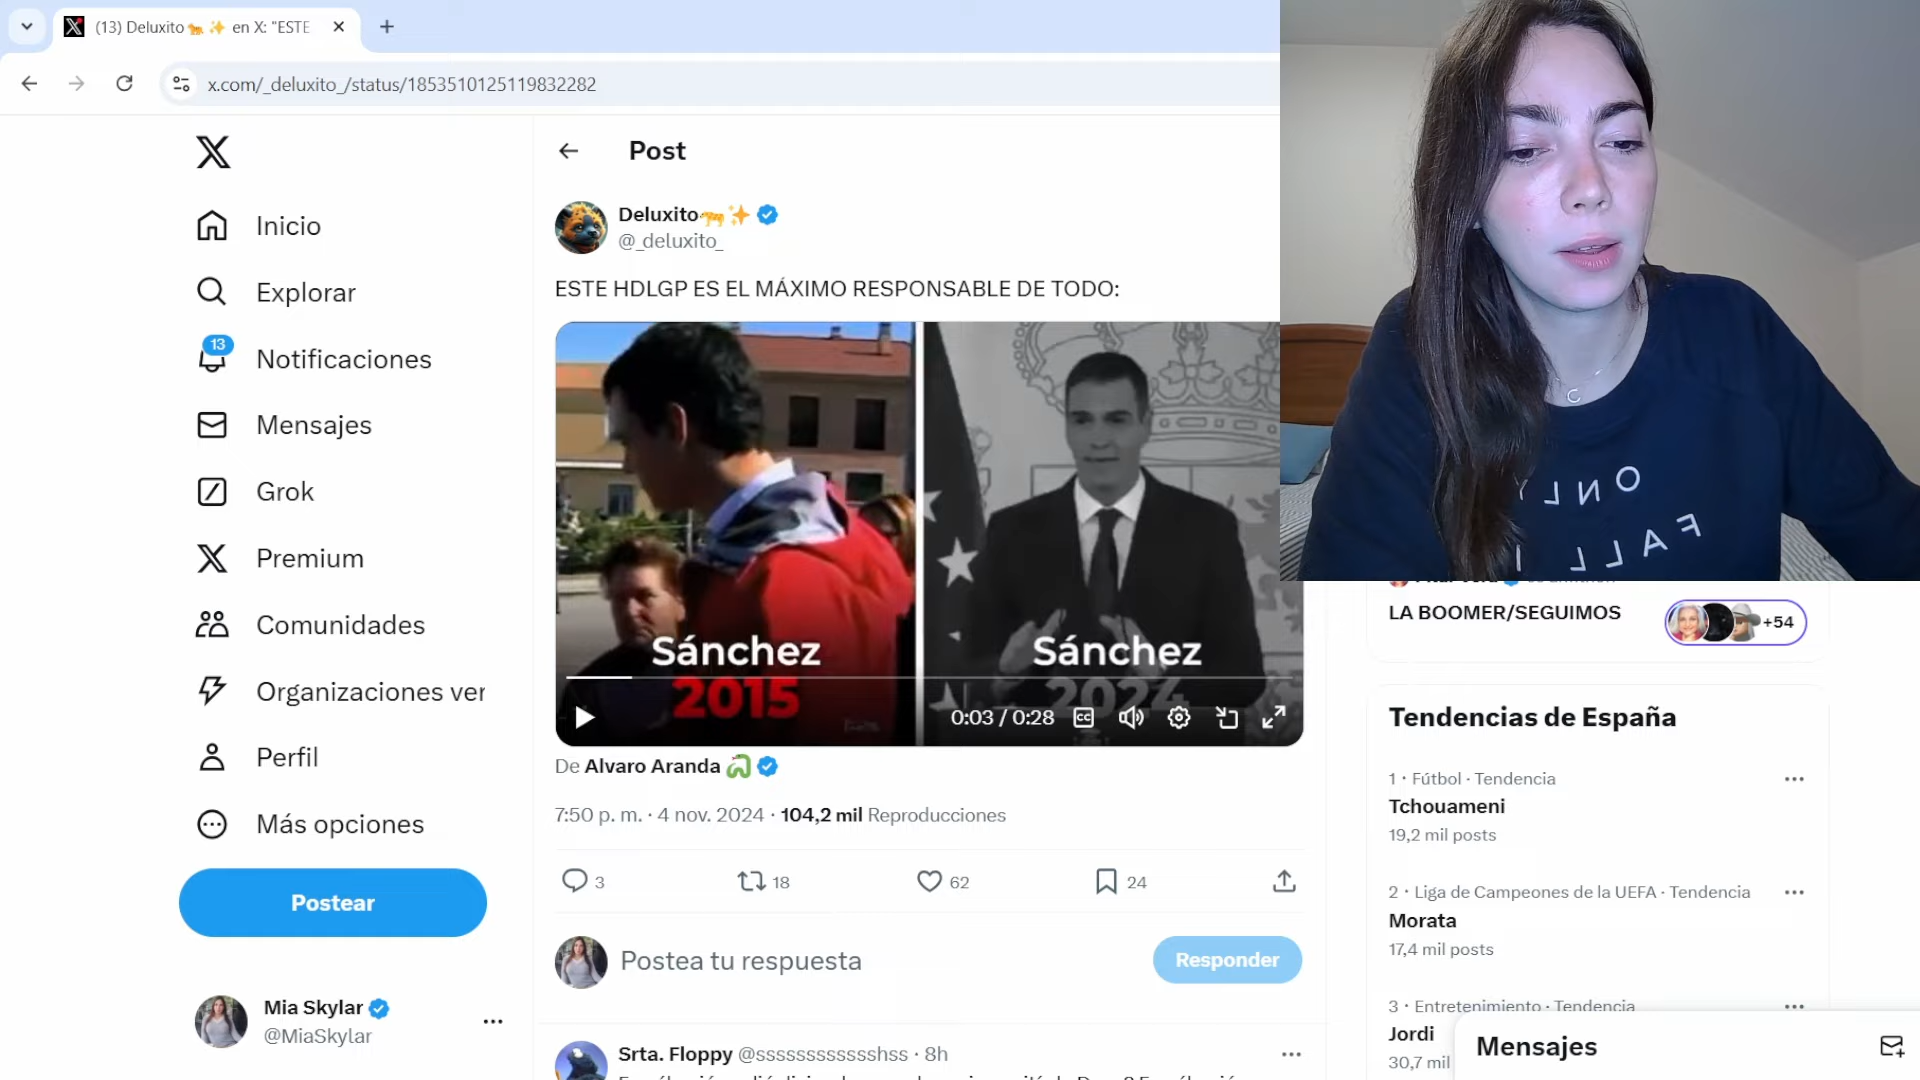 (13) Deluxito🐆✨ en X: "ESTE
x.com/_deluxito_/status/1853510125119832282
Inicio
Explorar
13
Notificaciones
Mensajes
Grok
Premium
Comunidades
Organizaciones ver
Perfil
Más opciones
Postear
Mia Skylar
@MiaSkylar
Post
Deluxito🐆✨
@_deluxito_
ESTE HDLGP ES EL MÁXIMO RESPONSABLE DE TODO:
Sánchez
2015
Sánchez
2024
0:03 / 0:28
CC
De Alvaro Aranda 🐍
7:50 p. m. · 4 nov. 2024 · 104,2 mil Reproducciones
3
18
62
24
Postea tu respuesta
Responder
Srta. Floppy @sssssssssssshss · 8h
ONLY
FALL
LA BOOMER/SEGUIMOS
+54
Tendencias de España
1 · Fútbol · Tendencia
Tchouameni
19,2 mil posts
2 · Liga de Campeones de la UEFA · Tendencia
Morata
17,4 mil posts
3 · Entretenimiento · Tendencia
Jordi
30,7 mil
Mensajes